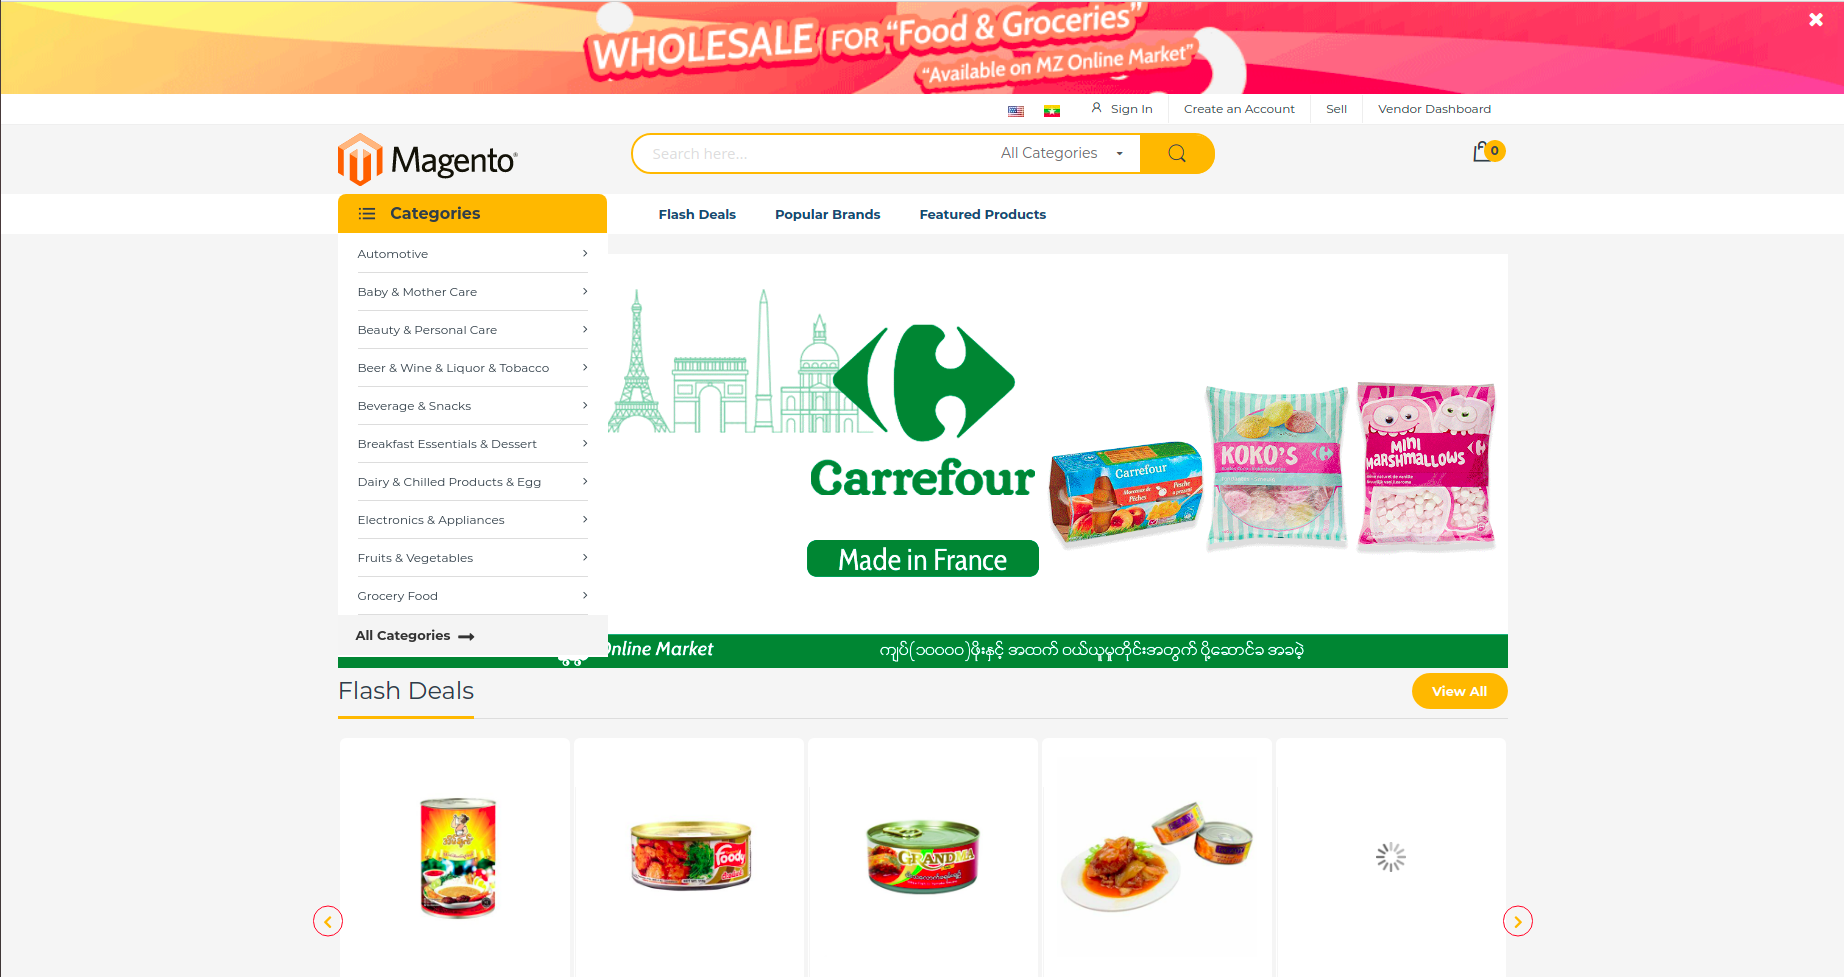 WHOLESALE FOR “Food & Groceries”
“Available on MZ Online Market”
Sign In
Create an Account
Sell
Vendor Dashboard
Magento
Search here...
All Categories
0
Categories
Flash Deals
Popular Brands
Featured Products
Automotive
Baby & Mother Care
Beauty & Personal Care
Beer & Wine & Liquor & Tobacco
Beverage & Snacks
Breakfast Essentials & Dessert
Dairy & Chilled Products & Egg
Electronics & Appliances
Fruits & Vegetables
Grocery Food
All Categories
Carrefour
Made in France
Carrefour
Morceaux de
Pêches
Pêche
KOKO'S
MINI
MARSHMALLOWS
Online Market
ကျပ်(၁၀၀၀၀)ဖိုးနှင့် အထက် ဝယ်ယူမှုတိုင်းအတွက် ပို့ဆောင်ခ အခမဲ့
Flash Deals
View All
foody
GRANDMA